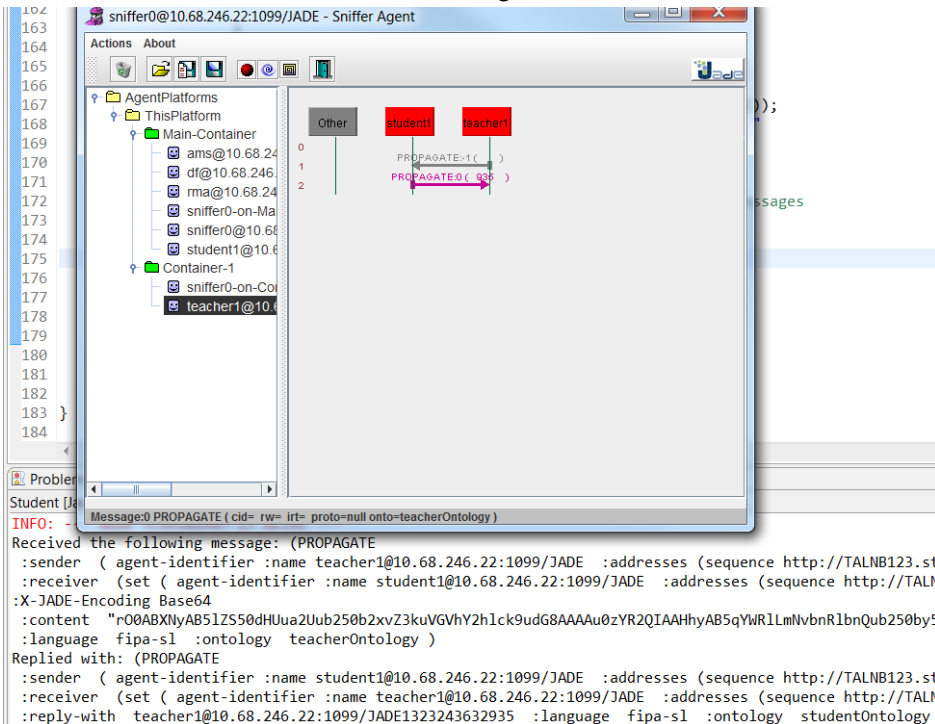 162
sniffer0@10.68.246.22:1099/JADE - Sniffer Agent
163
164
Actions About
165
Jade
166
AgentPlatforms
167
));
ThisPlatform
Other student1 teacher1
168
"
Main-Container
169
ams@10.68.24
0
170
df@10.68.246.
PROPAGATE:-1 ( )
1
171
rma@10.68.24
PROPAGATE:0 ( 935 )
2
172
sniffer0-on-Ma
ssages
173
sniffer0@10.68
174
student1@10.6
175
Container-1
176
sniffer0-on-Co
177
teacher1@10.
178
179
180
181
182
183 }
184
Problem
Student [Ja
Message:0 PROPAGATE ( cid= rw= irt= proto=null onto=teacherOntology )
INFO: --
Received the following message: (PROPAGATE
:sender ( agent-identifier :name teacher1@10.68.246.22:1099/JADE :addresses (sequence http://TALNB123.st
:receiver (set ( agent-identifier :name student1@10.68.246.22:1099/JADE :addresses (sequence http://TALN
:X-JADE-Encoding Base64
:content "rO0ABXNyAB5lZS50dHUua2Uub250b2xvZ3kuVGVhY2hlck9udG8AAAAu0zYR2QIAAHhyAB5qYWRlLmNvbnRlbnQub250by5
:language fipa-sl :ontology teacherOntology )
Replied with: (PROPAGATE
:sender ( agent-identifier :name student1@10.68.246.22:1099/JADE :addresses (sequence http://TALNB123.st
:receiver (set ( agent-identifier :name teacher1@10.68.246.22:1099/JADE :addresses (sequence http://TALN
:reply-with teacher1@10.68.246.22:1099/JADE1323243632935 :language fipa-sl :ontology studentOntology